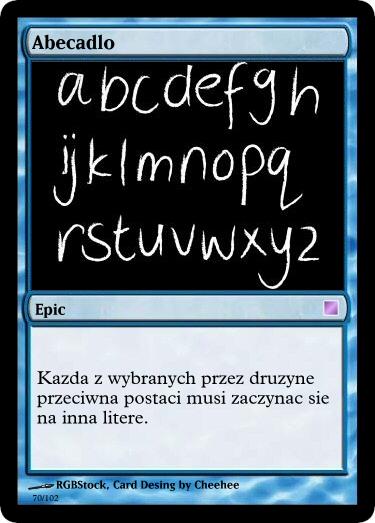 Abecadlo
abcdefgh
ijklmnopq
rstuvwxyz
Epic
Kazda z wybranych przez druzyne
przeciwna postaci musi zaczynac sie
na inna litere.
RGBStock, Card Desing by Cheehee
70/102